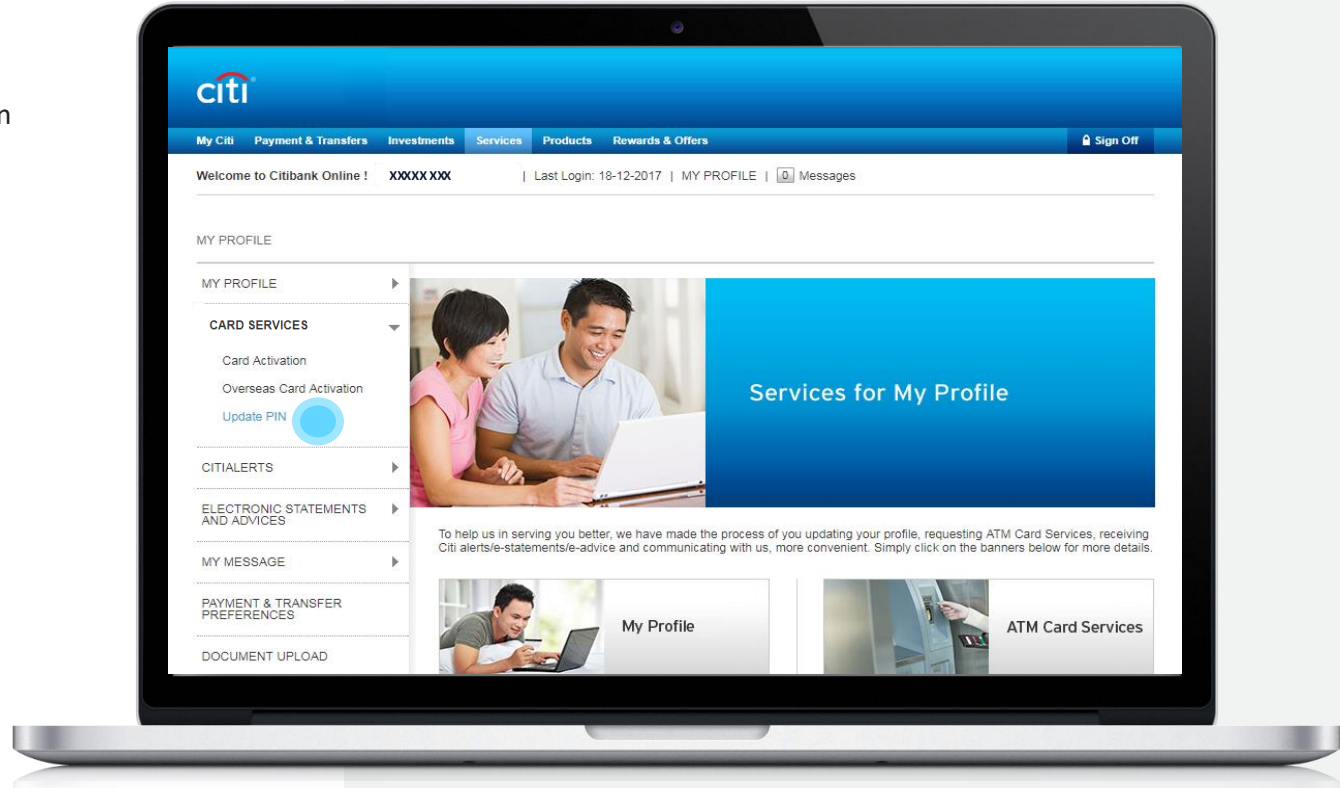 n
citi
My Citi Payment & Transfers Investments Services Products Rewards & Offers Sign Off
Welcome to Citibank Online ! XXXXX XXX | Last Login: 18-12-2017 | MY PROFILE | 0 Messages
MY PROFILE
MY PROFILE
CARD SERVICES
Card Activation
Overseas Card Activation
Update PIN
CITIALERTS
ELECTRONIC STATEMENTS
AND ADVICES
MY MESSAGE
PAYMENT & TRANSFER
PREFERENCES
DOCUMENT UPLOAD
Services for My Profile
To help us in serving you better, we have made the process of you updating your profile, requesting ATM Card Services, receiving
Citi alerts/e-statements/e-advice and communicating with us, more convenient. Simply click on the banners below for more details.
My Profile
ATM Card Services